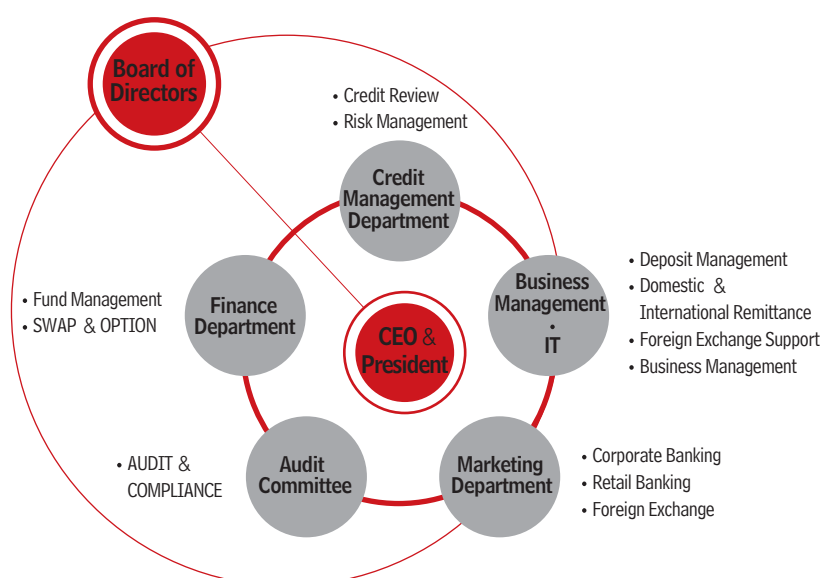 Board of
Directors
• Credit Review
• Risk Management
Credit
Management
Department
Business
Management
•
IT
• Deposit Management
• Domestic &
International Remittance
• Foreign Exchange Support
• Business Management
• Fund Management
• SWAP & OPTION
Finance
Department
CEO &
President
• AUDIT &
COMPLIANCE
Audit
Committee
Marketing
Department
• Corporate Banking
• Retail Banking
• Foreign Exchange